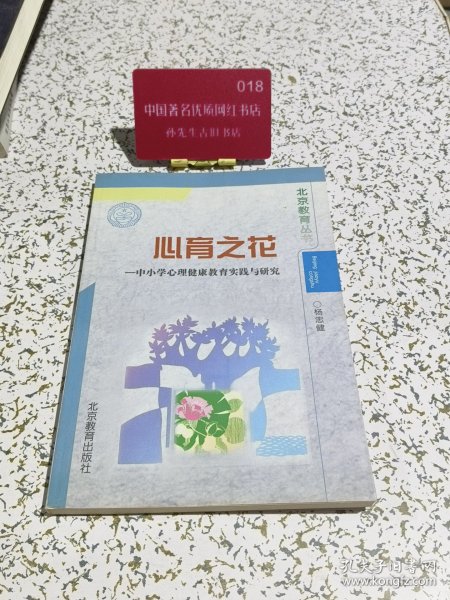 018
中国著名优质网红书店
孙先生古旧书店
北京教育丛书
心育之花
—中小学心理健康教育实践与研究
○杨忠健
北京教育出版社
孔夫子旧书网
kongfz.com